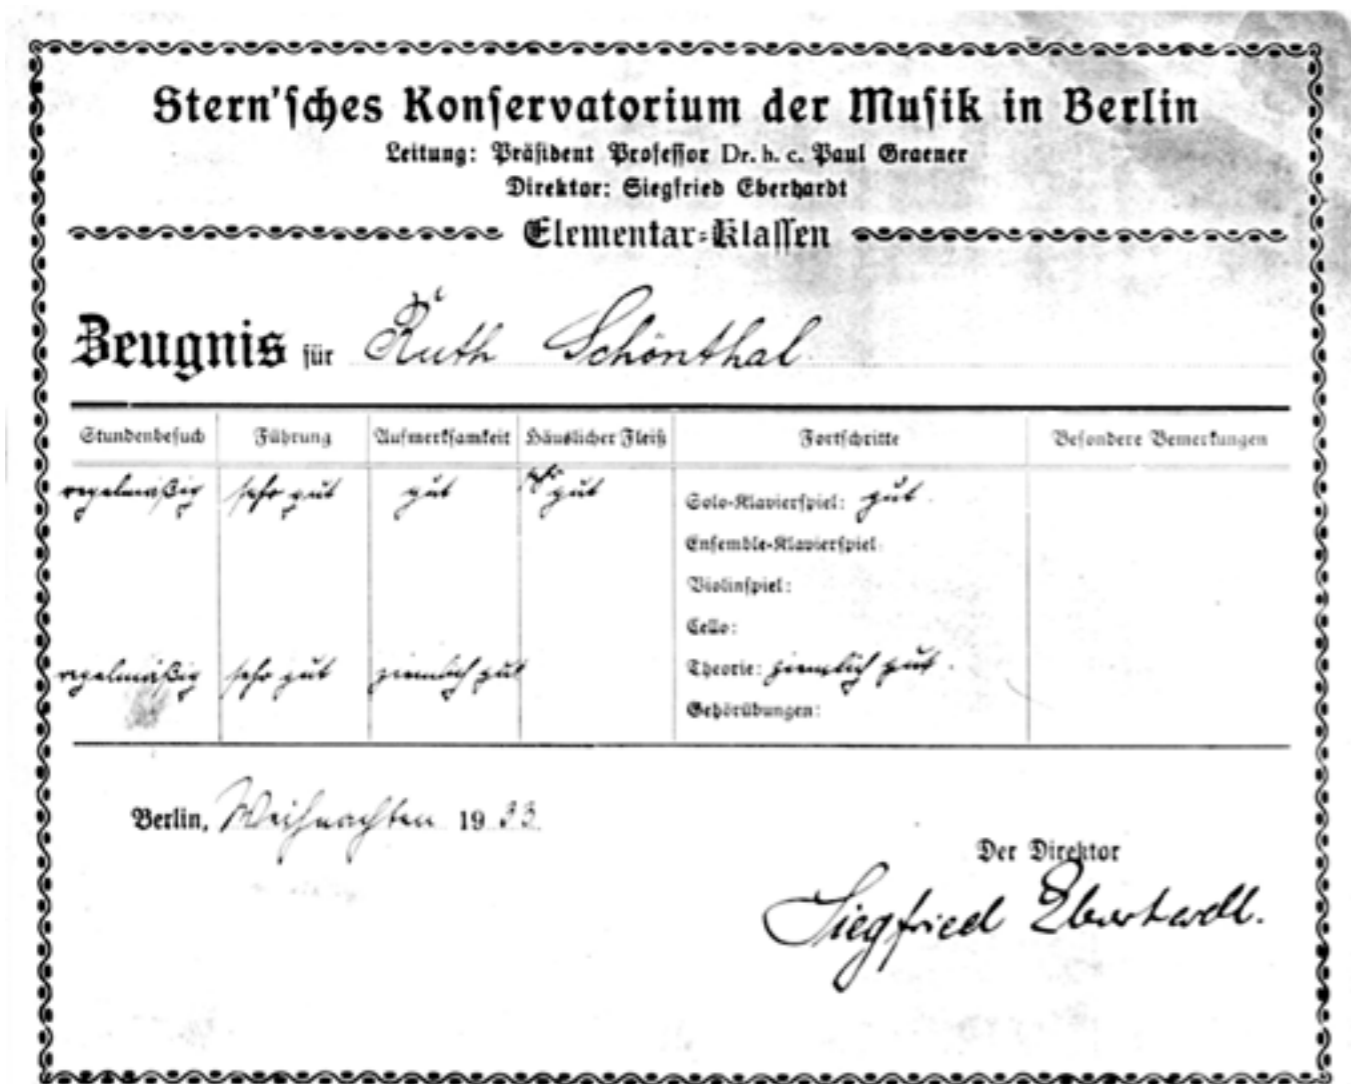 Stern'sches Konservatorium der Musik in Berlin
Leitung: Präsident Professor Dr. h. c. Paul Graener
Direktor: Siegfried Eberhardt
Elementar-Klassen
Zeugnis für Ruth Schönthal
Stundenbesuch Führung Aufmerksamkeit Häuslicher Fleiß Fortschritte Besondere Bemerkungen
regelmäßig sehr gut gut sehr gut Solo-Klavierspiel: gut.
Ensemble-Klavierspiel:
Violinspiel:
Cello:
regelmäßig sehr gut ziemlich gut Theorie: ziemlich gut.
Gehörübungen:
Berlin, Weihnachten 1933
Der Direktor
Siegfried Eberhardt.